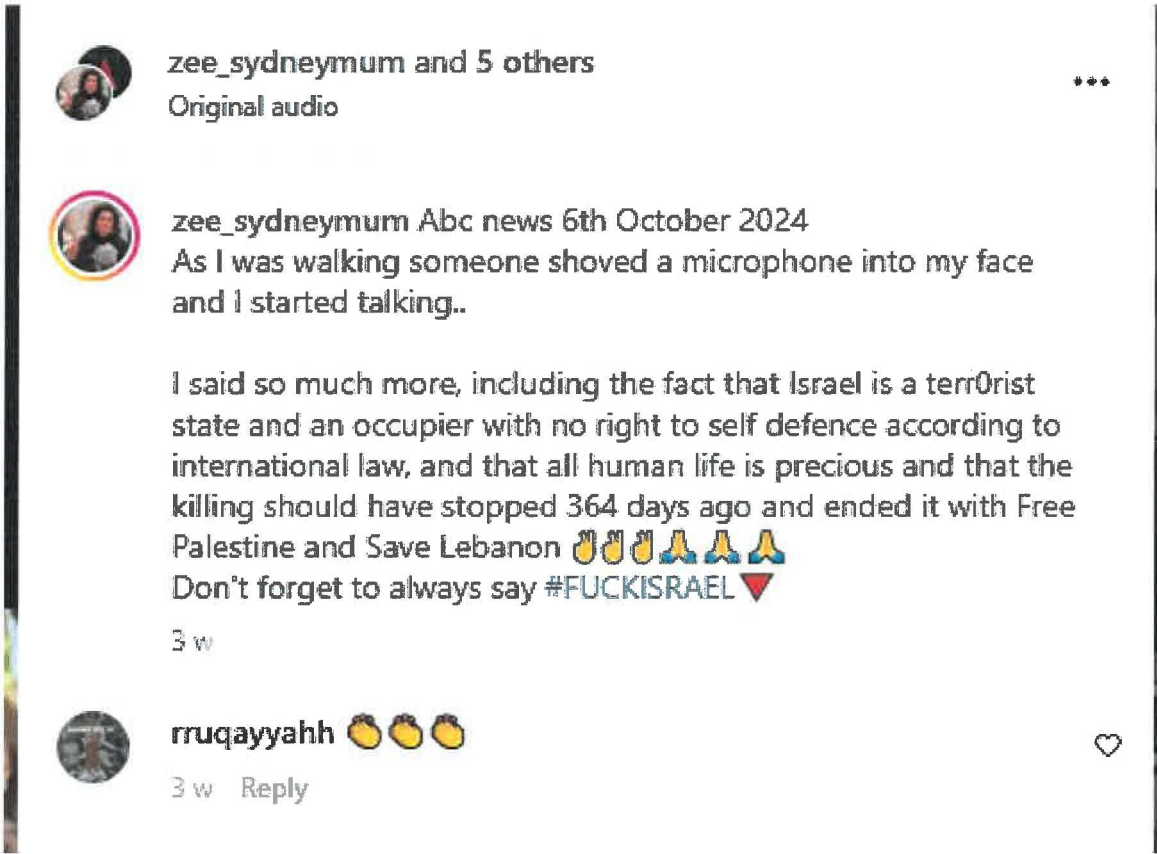 zee_sydneymum and 5 others
Original audio
zee_sydneymum Abc news 6th October 2024
As I was walking someone shoved a microphone into my face
and I started talking..
I said so much more, including the fact that Israel is a terr0rist
state and an occupier with no right to self defence according to
international law, and that all human life is precious and that the
killing should have stopped 364 days ago and ended it with Free
Palestine and Save Lebanon ✌️✌️✌️🙏🙏🙏
Don't forget to always say #FUCKISRAEL🔻
3 w
rruqayyahh 👏👏👏
3 w Reply